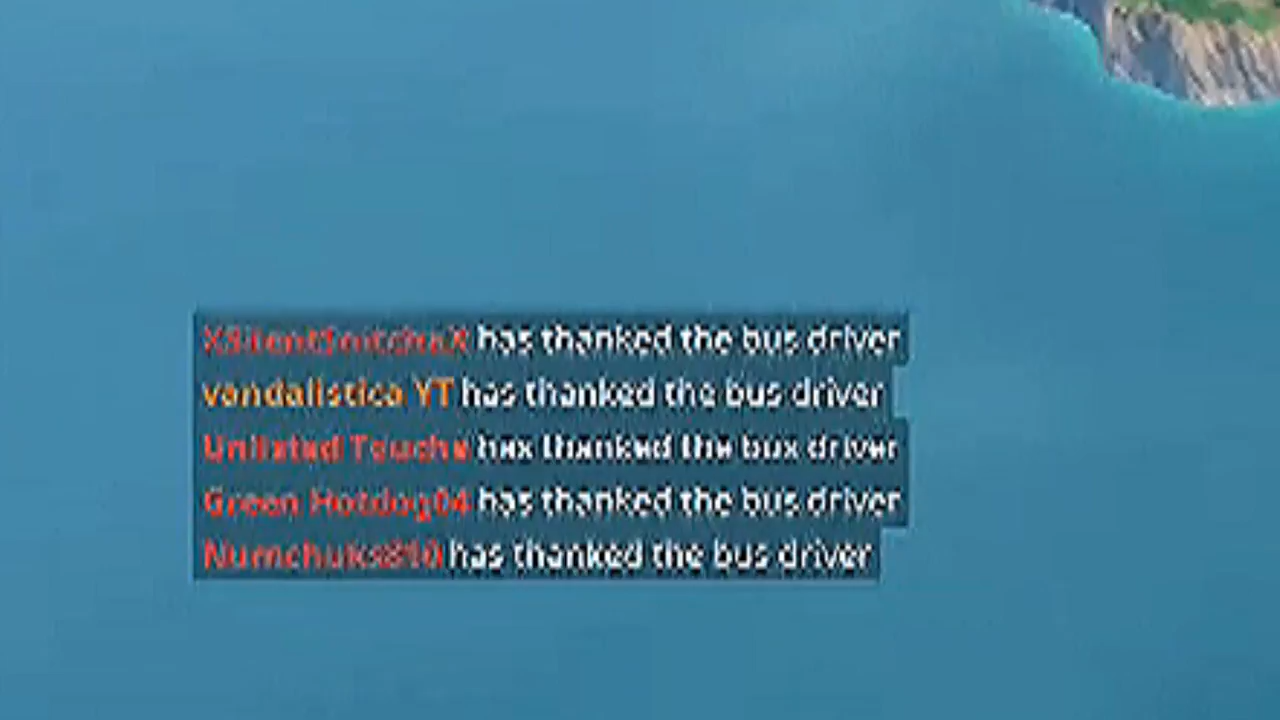 has thanked the bus driver
vandalistica YT has thanked the bus driver
has thanked the bus driver
Green Hotdog04 has thanked the bus driver
has thanked the bus driver